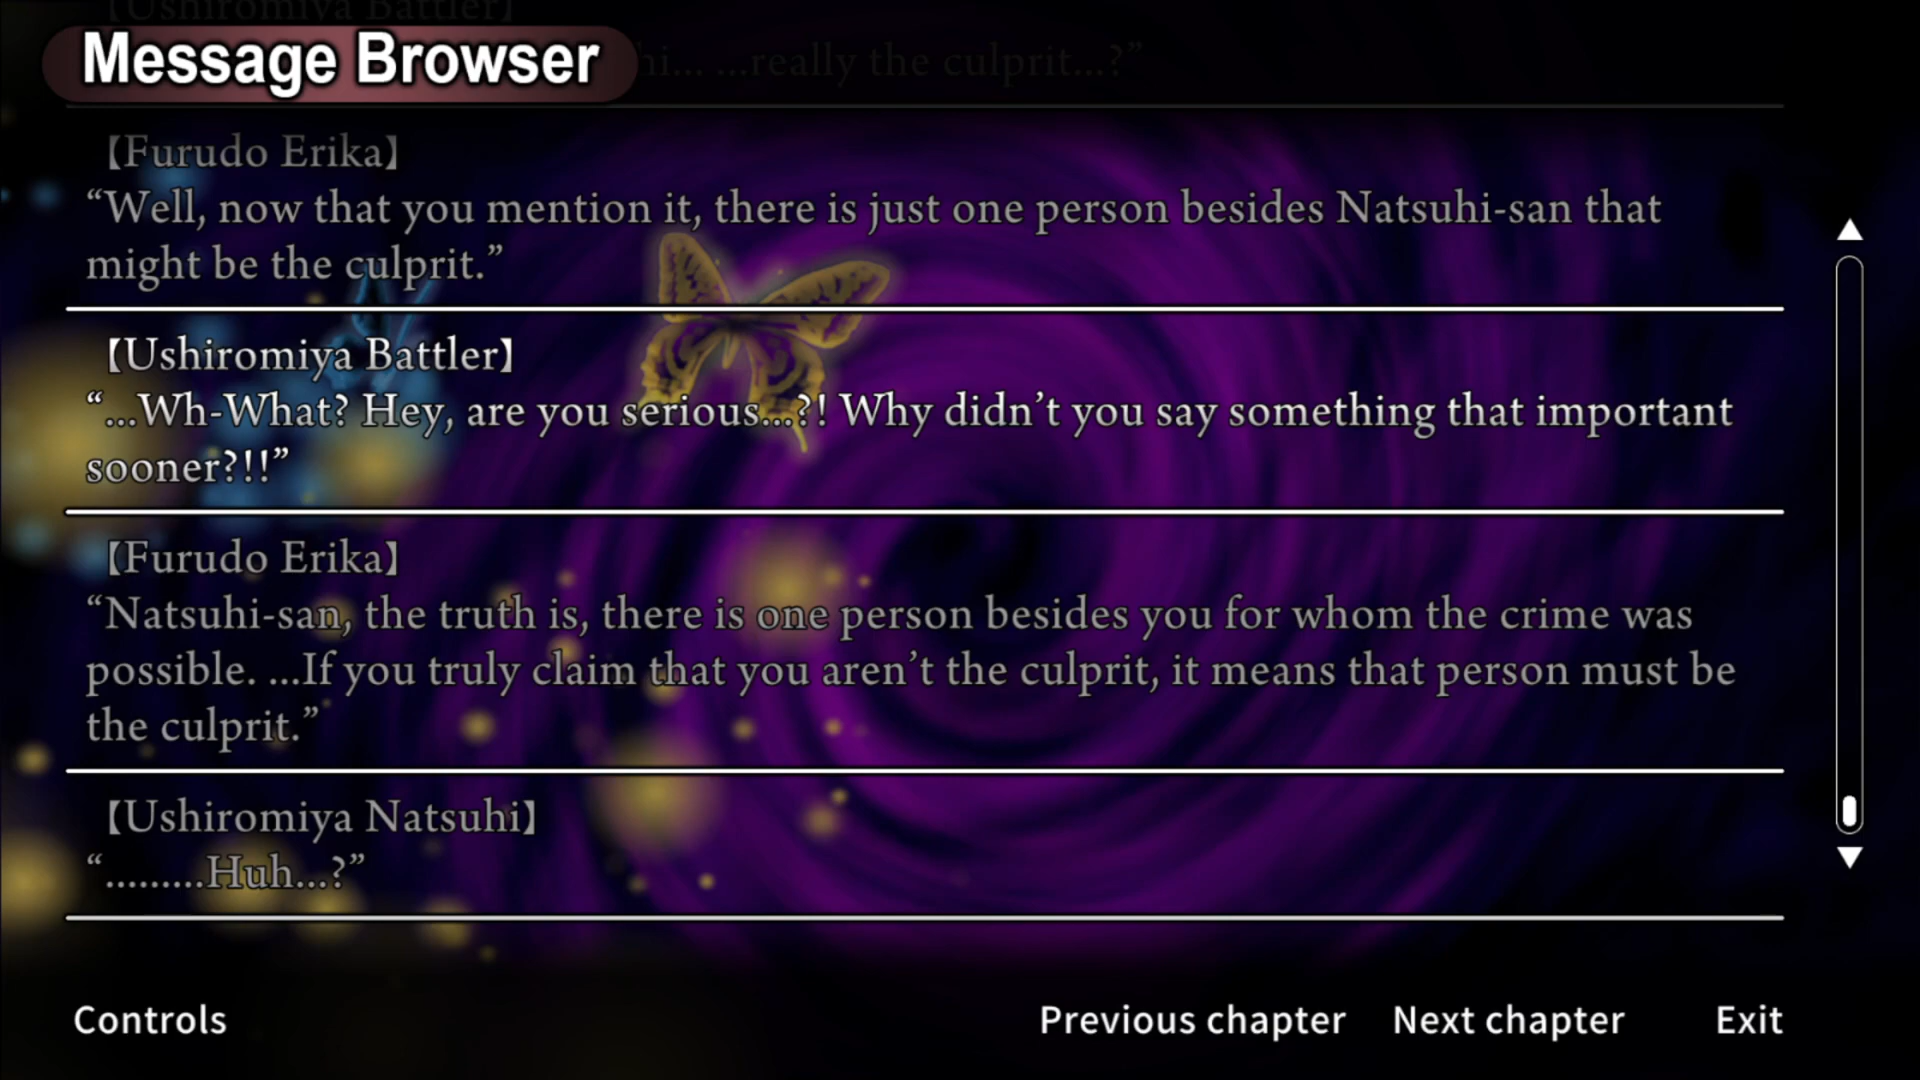 【Ushiromiya Battler】
Message Browser
hi... ...really the culprit...?”
【Furudo Erika】
“Well, now that you mention it, there is just one person besides Natsuhi-san that
might be the culprit.”
【Ushiromiya Battler】
“...Wh-What? Hey, are you serious...?! Why didn’t you say something that important
sooner?!!”
【Furudo Erika】
“Natsuhi-san, the truth is, there is one person besides you for whom the crime was
possible. ...If you truly claim that you aren’t the culprit, it means that person must be
the culprit.”
【Ushiromiya Natsuhi】
“.........Huh...?”
Controls
Previous chapter Next chapter Exit